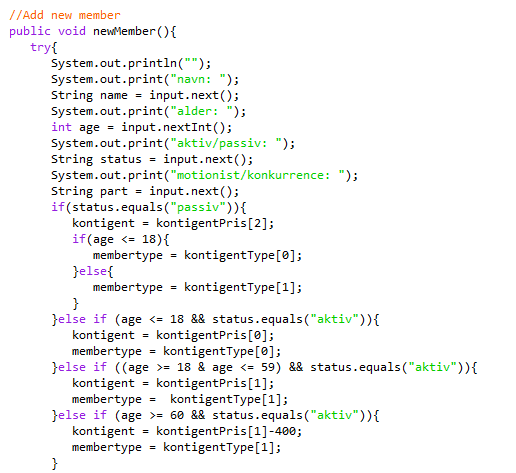 //Add new member
public void newMember(){
try{
System.out.println("");
System.out.print("navn: ");
String name = input.next();
System.out.print("alder: ");
int age = input.nextInt();
System.out.print("aktiv/passiv: ");
String status = input.next();
System.out.print("motionist/konkurrence: ");
String part = input.next();
if(status.equals("passiv")){
kontigent = kontigentPris[2];
if(age <= 18){
membertype = kontigentType[0];
}else{
membertype = kontigentType[1];
}
}else if (age <= 18 && status.equals("aktiv")){
kontigent = kontigentPris[0];
membertype = kontigentType[0];
}else if ((age >= 18 & age <= 59) && status.equals("aktiv")){
kontigent = kontigentPris[1];
membertype =  kontigentType[1];
}else if (age >= 60 && status.equals("aktiv")){
kontigent = kontigentPris[1]-400;
membertype = kontigentType[1];
}